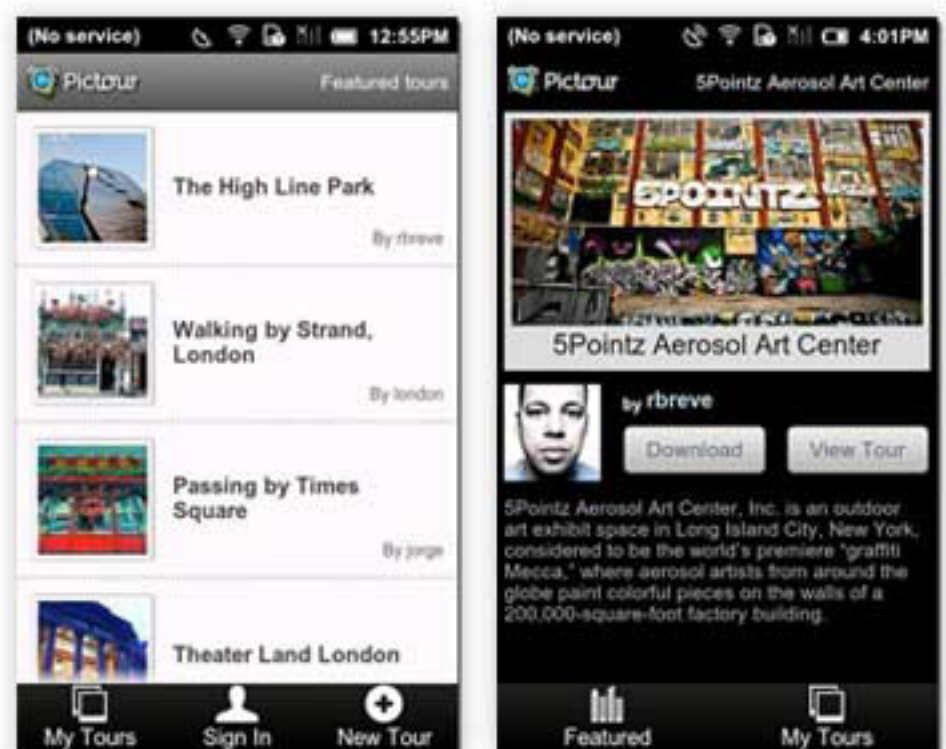 (No service) 12:55PM
Pictour Featured tours
The High Line Park
By rbreve
Walking by Strand,
London
By london
Passing by Times
Square
By jorge
Theater Land London
My Tours Sign In New Tour
(No service) 4:01PM
Pictour 5Pointz Aerosol Art Center
5POINTZ
5Pointz Aerosol Art Center
by rbreve
Download View Tour
5Pointz Aerosol Art Center, Inc. is an outdoor
art exhibit space in Long Island City, New York,
considered to be the world's premiere "graffiti
Mecca," where aerosol artists from around the
globe paint colorful pieces on the walls of a
200,000-square-foot factory building.
Featured My Tours